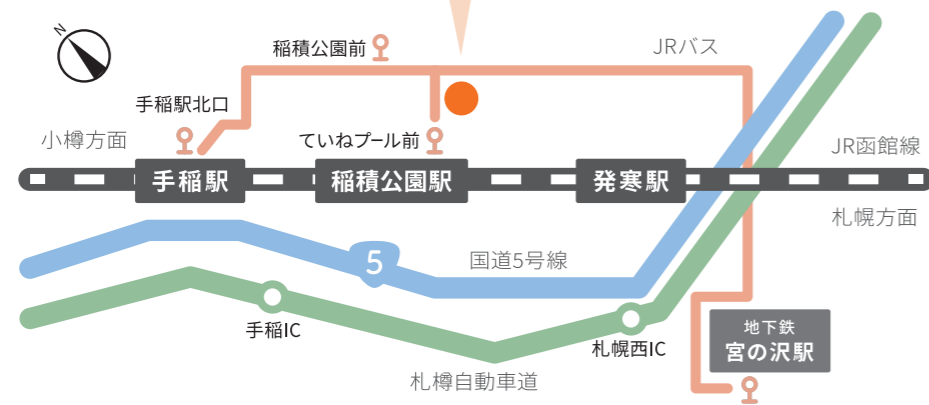 N
稲積公園前
JRバス
手稲駅北口
小樽方面
ていねプール前
JR函館線
手稲駅
稲積公園駅
発寒駅
札幌方面
5
国道5号線
手稲IC
札幌西IC
地下鉄
宮の沢駅
札樽自動車道